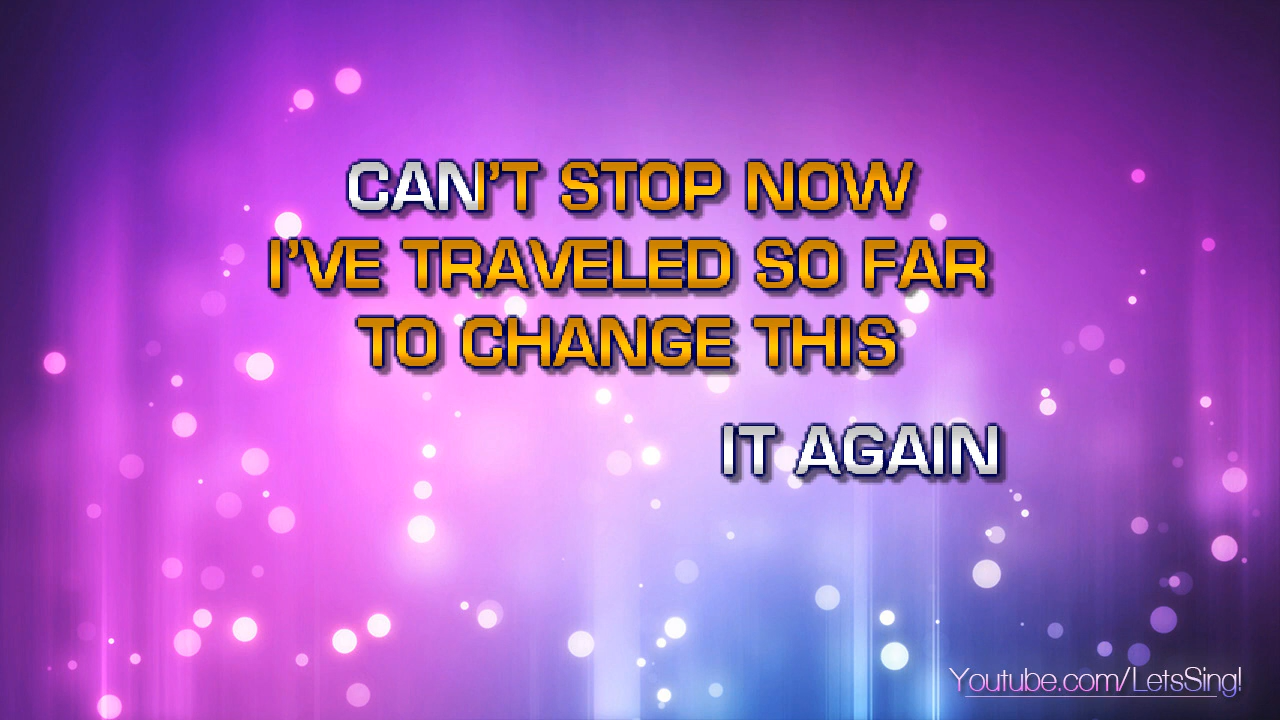 CAN'T STOP NOW
I'VE TRAVELED SO FAR
TO CHANGE THIS
IT AGAIN
Youtube.com/LetsSing!